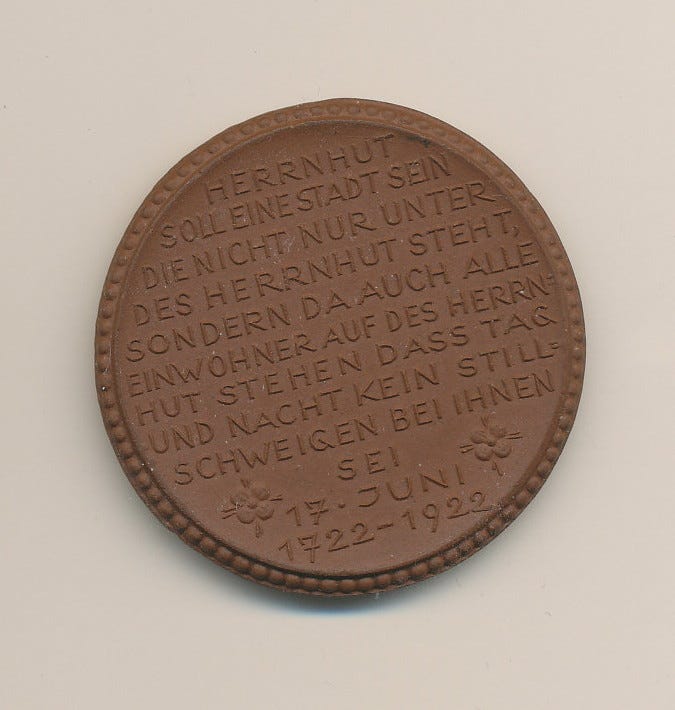 HERRNHUT
SOLL EINE STADT SEIN
DIE NICHT NUR UNTER
DES HERRNHUT STEHT,
SONDERN DA AUCH ALLE
EINWOHNER AUF DES HERRN-
HUT STEHEN DASS TAG
UND NACHT KEIN STILL-
SCHWEIGEN BEI IHNEN
SEI
17. JUNI
1722-1922